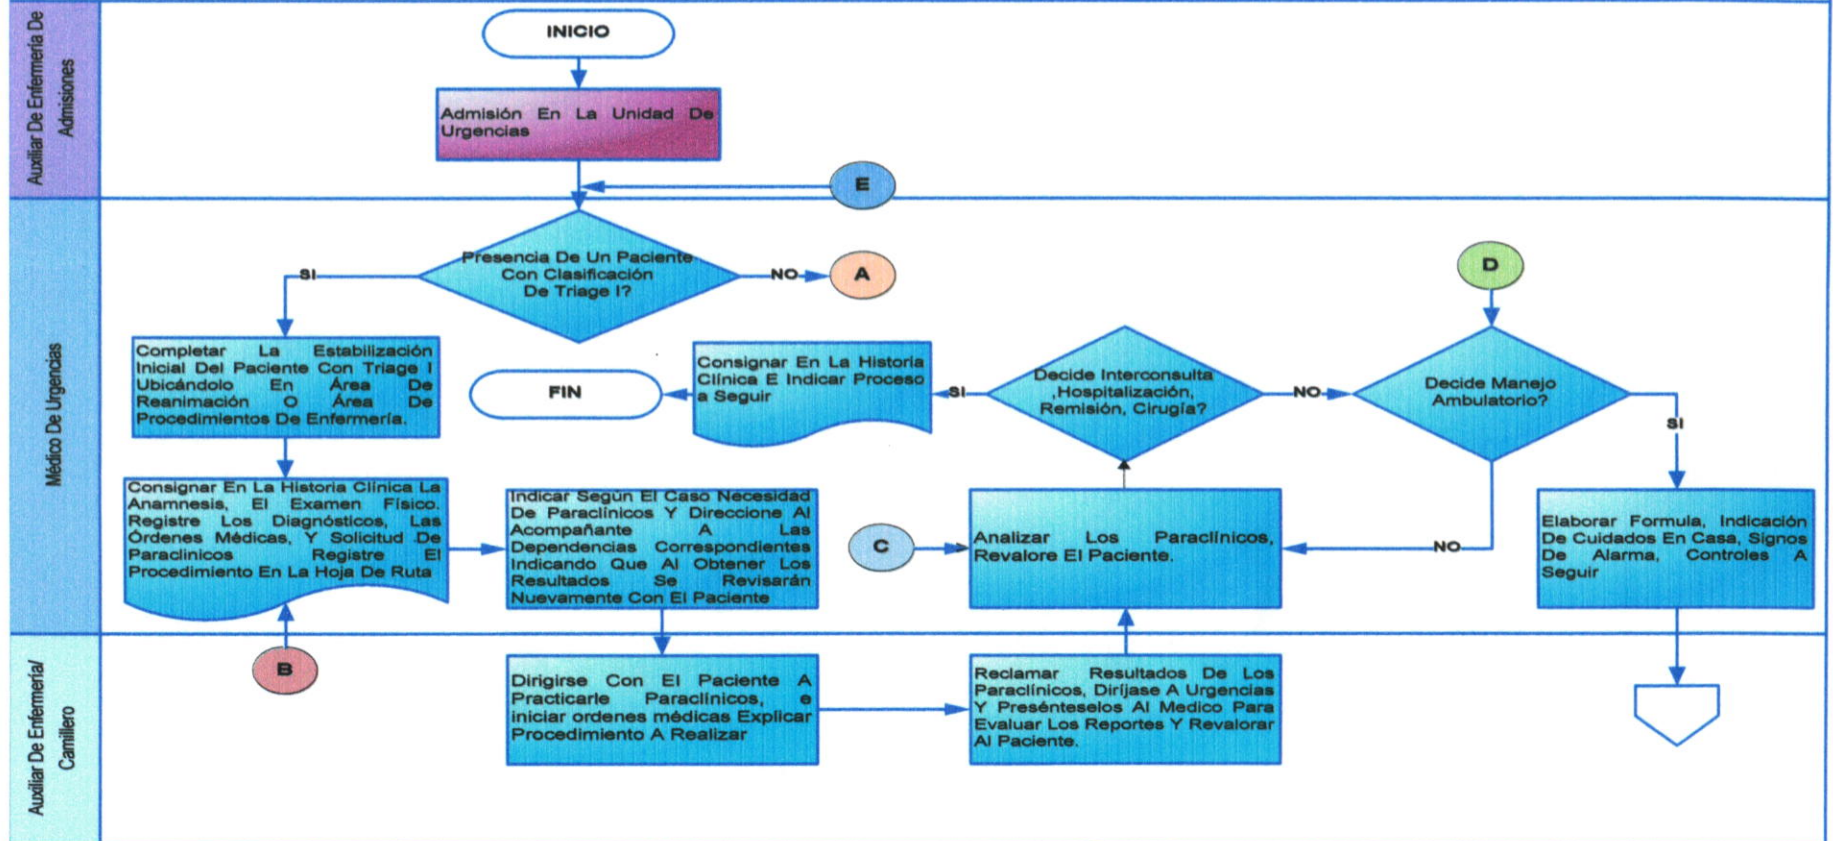 Auxiliar De Enfermería De
Admisiones
INICIO
Admisión En La Unidad De
Urgencias
E
Médico De Urgencias
Presencia De Un Paciente
Con Clasificación
De Triage I?
SI
NO
A
D
Completar La Estabilización
Inicial Del Paciente Con Triage I
Ubicándolo En Área De
Reanimación O Área De
Procedimientos De Enfermería.
FIN
Consignar En La Historia
Clínica E Indicar Proceso
a Seguir
SI
Decide Interconsulta
,Hospitalización,
Remisión, Cirugía?
NO
Decide Manejo
Ambulatorio?
SI
NO
Consignar En La Historia Clínica La
Anamnesis, El Examen Físico.
Registre Los Diagnósticos, Las
Órdenes Médicas, Y Solicitud De
Paraclinicos Registre El
Procedimiento En La Hoja De Ruta
Indicar Según El Caso Necesidad
De Paraclínicos Y Direccione Al
Acompañante A Las
Dependencias Correspondientes
Indicando Que Al Obtener Los
Resultados Se Revisarán
Nuevamente Con El Paciente
C
Analizar Los Paraclínicos,
Revalore El Paciente.
Elaborar Formula, Indicación
De Cuidados En Casa, Signos
De Alarma, Controles A
Seguir
Auxiliar De Enfermería/
Camillero
B
Dirigirse Con El Paciente A
Practicarle Paraclínicos, e
iniciar ordenes médicas Explicar
Procedimiento A Realizar
Reclamar Resultados De Los
Paraclínicos, Diríjase A Urgencias
Y Presénteselos Al Medico Para
Evaluar Los Reportes Y Revalorar
Al Paciente.